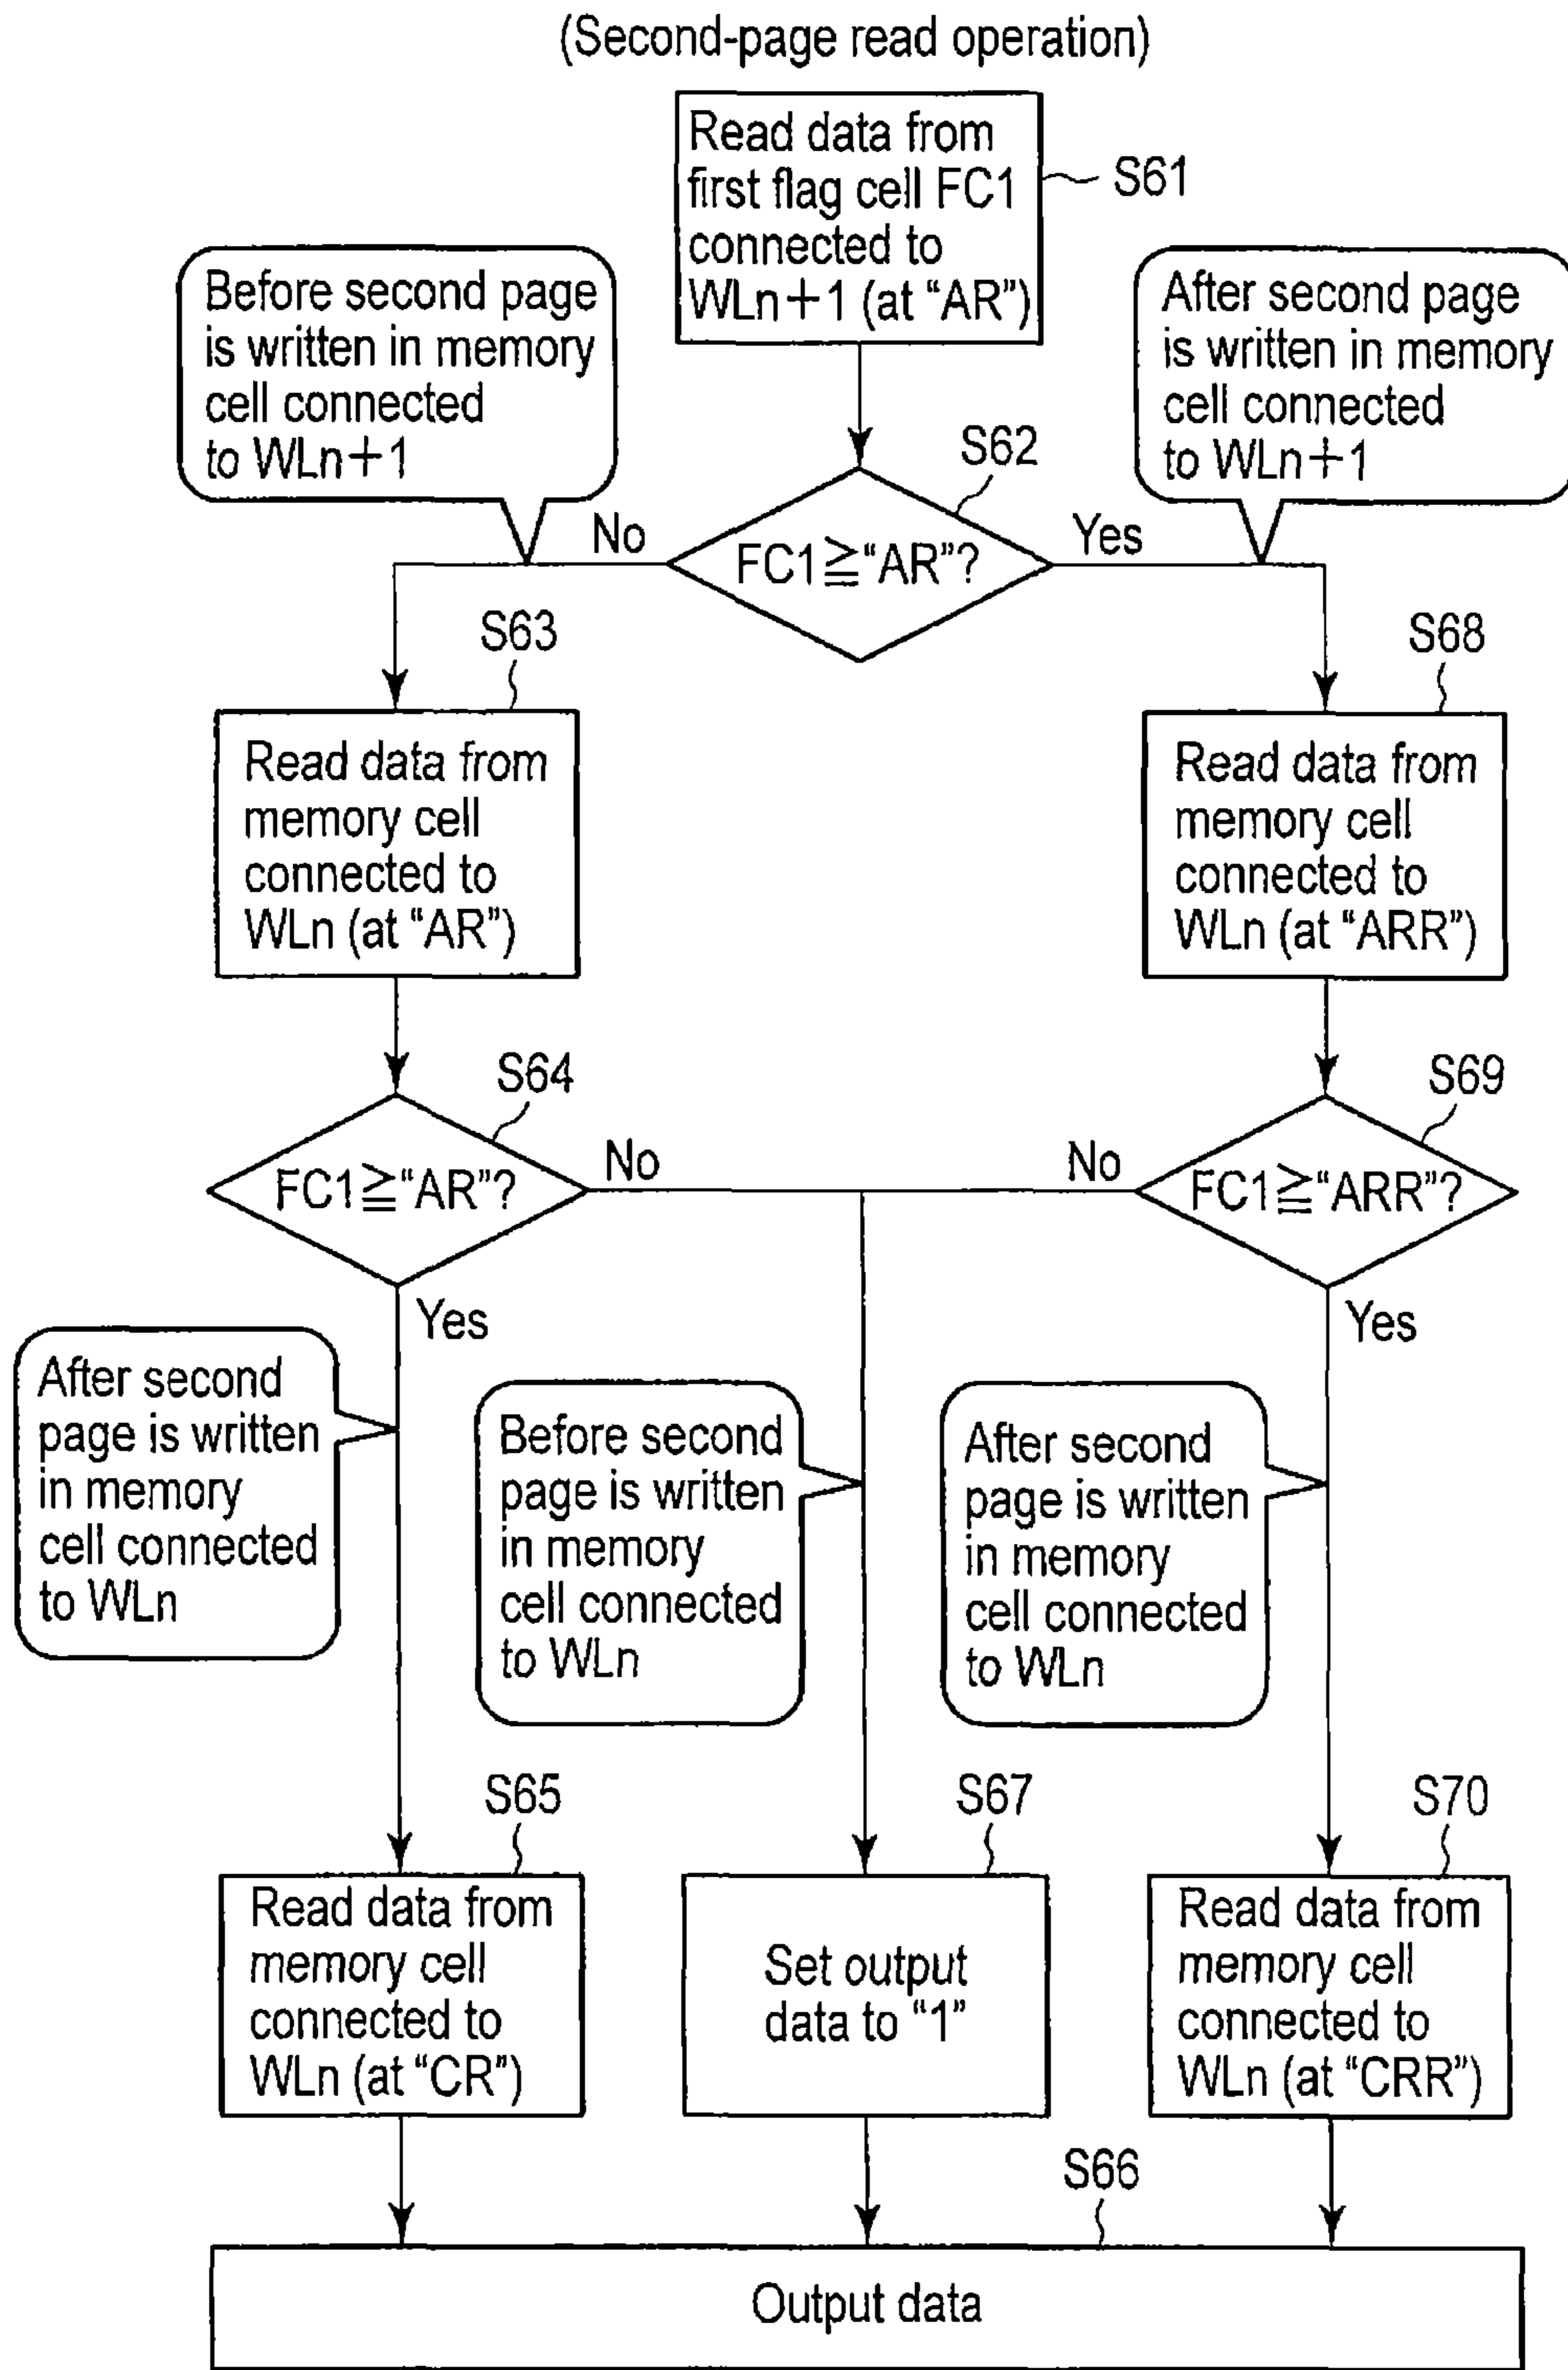 (Second-page read operation)
Read data from
first flag cell FC1
connected to
WLn+1 (at “AR”)
S61
Before second page
is written in memory
cell connected
to WLn+1
After second page
is written in memory
cell connected
to WLn+1
S62
No
FC1≧“AR”?
Yes
S63
Read data from
memory cell
connected to
WLn (at “AR”)
S68
Read data from
memory cell
connected to
WLn (at “ARR”)
S64
FC1≧“AR”?
No
Yes
S69
No
FC1≧“ARR”?
Yes
After second
page is written
in memory
cell connected
to WLn
Before second
page is written
in memory
cell connected
to WLn
After second
page is written
in memory
cell connected
to WLn
S65
Read data from
memory cell
connected to
WLn (at “CR”)
S67
Set output
data to “1”
S70
Read data from
memory cell
connected to
WLn (at “CRR”)
S66
Output data